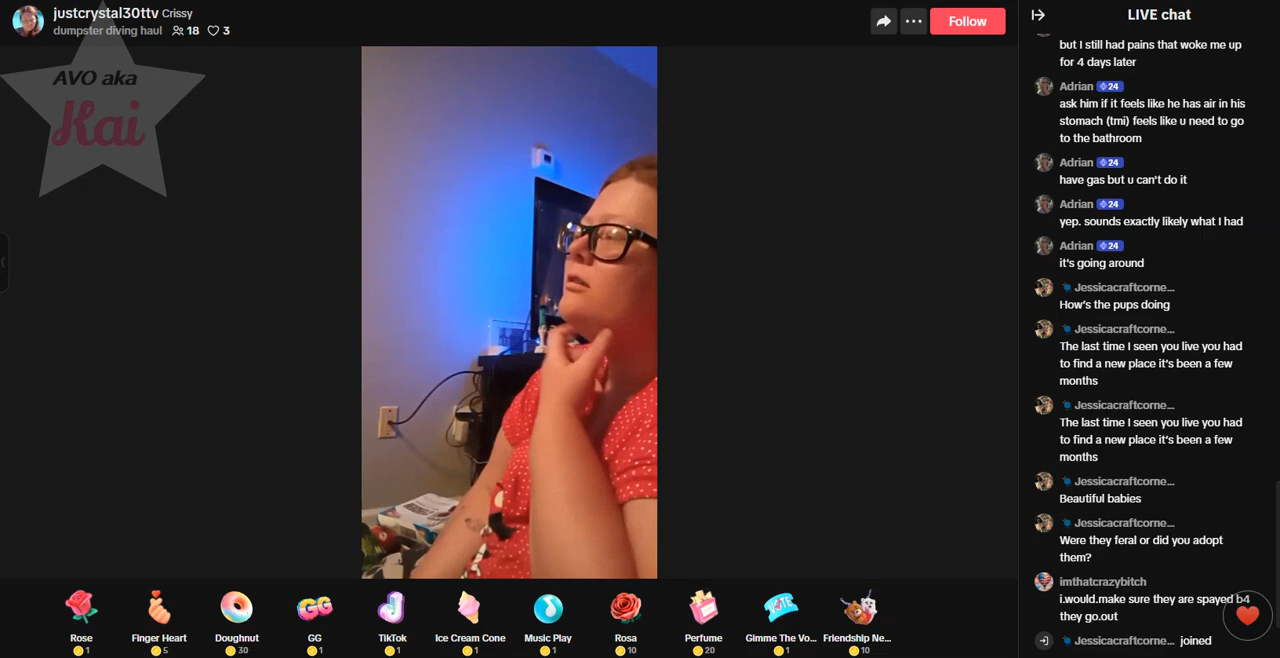 justcrystal30ttv Crissy
dumpster diving haul 18 3
Follow
LIVE chat
AVO aka
Kai
but I still had pains that woke me up
for 4 days later
Adrian 24
ask him if it feels like he has air in his
stomach (tmi) feels like u need to go
to the bathroom
Adrian 24
have gas but u can't do it
Adrian 24
yep. sounds exactly likely what I had
Adrian 24
it's going around
Jessicacraftcorne...
How's the pups doing
Jessicacraftcorne...
The last time I seen you live you had
to find a new place it's been a few
months
Jessicacraftcorne...
The last time I seen you live you had
to find a new place it's been a few
months
Jessicacraftcorne...
Beautiful babies
Jessicacraftcorne...
Were they feral or did you adopt
them?
imthatcrazybitch
i.would.make sure they are spayed b4
they go.out
Jessicacraftcorne... joined
Rose Finger Heart Doughnut GG TikTok Ice Cream Cone Music Play Rosa Perfume Gimme The Vo... Friendship Ne...
1 5 30 1 1 1 1 10 20 1 10